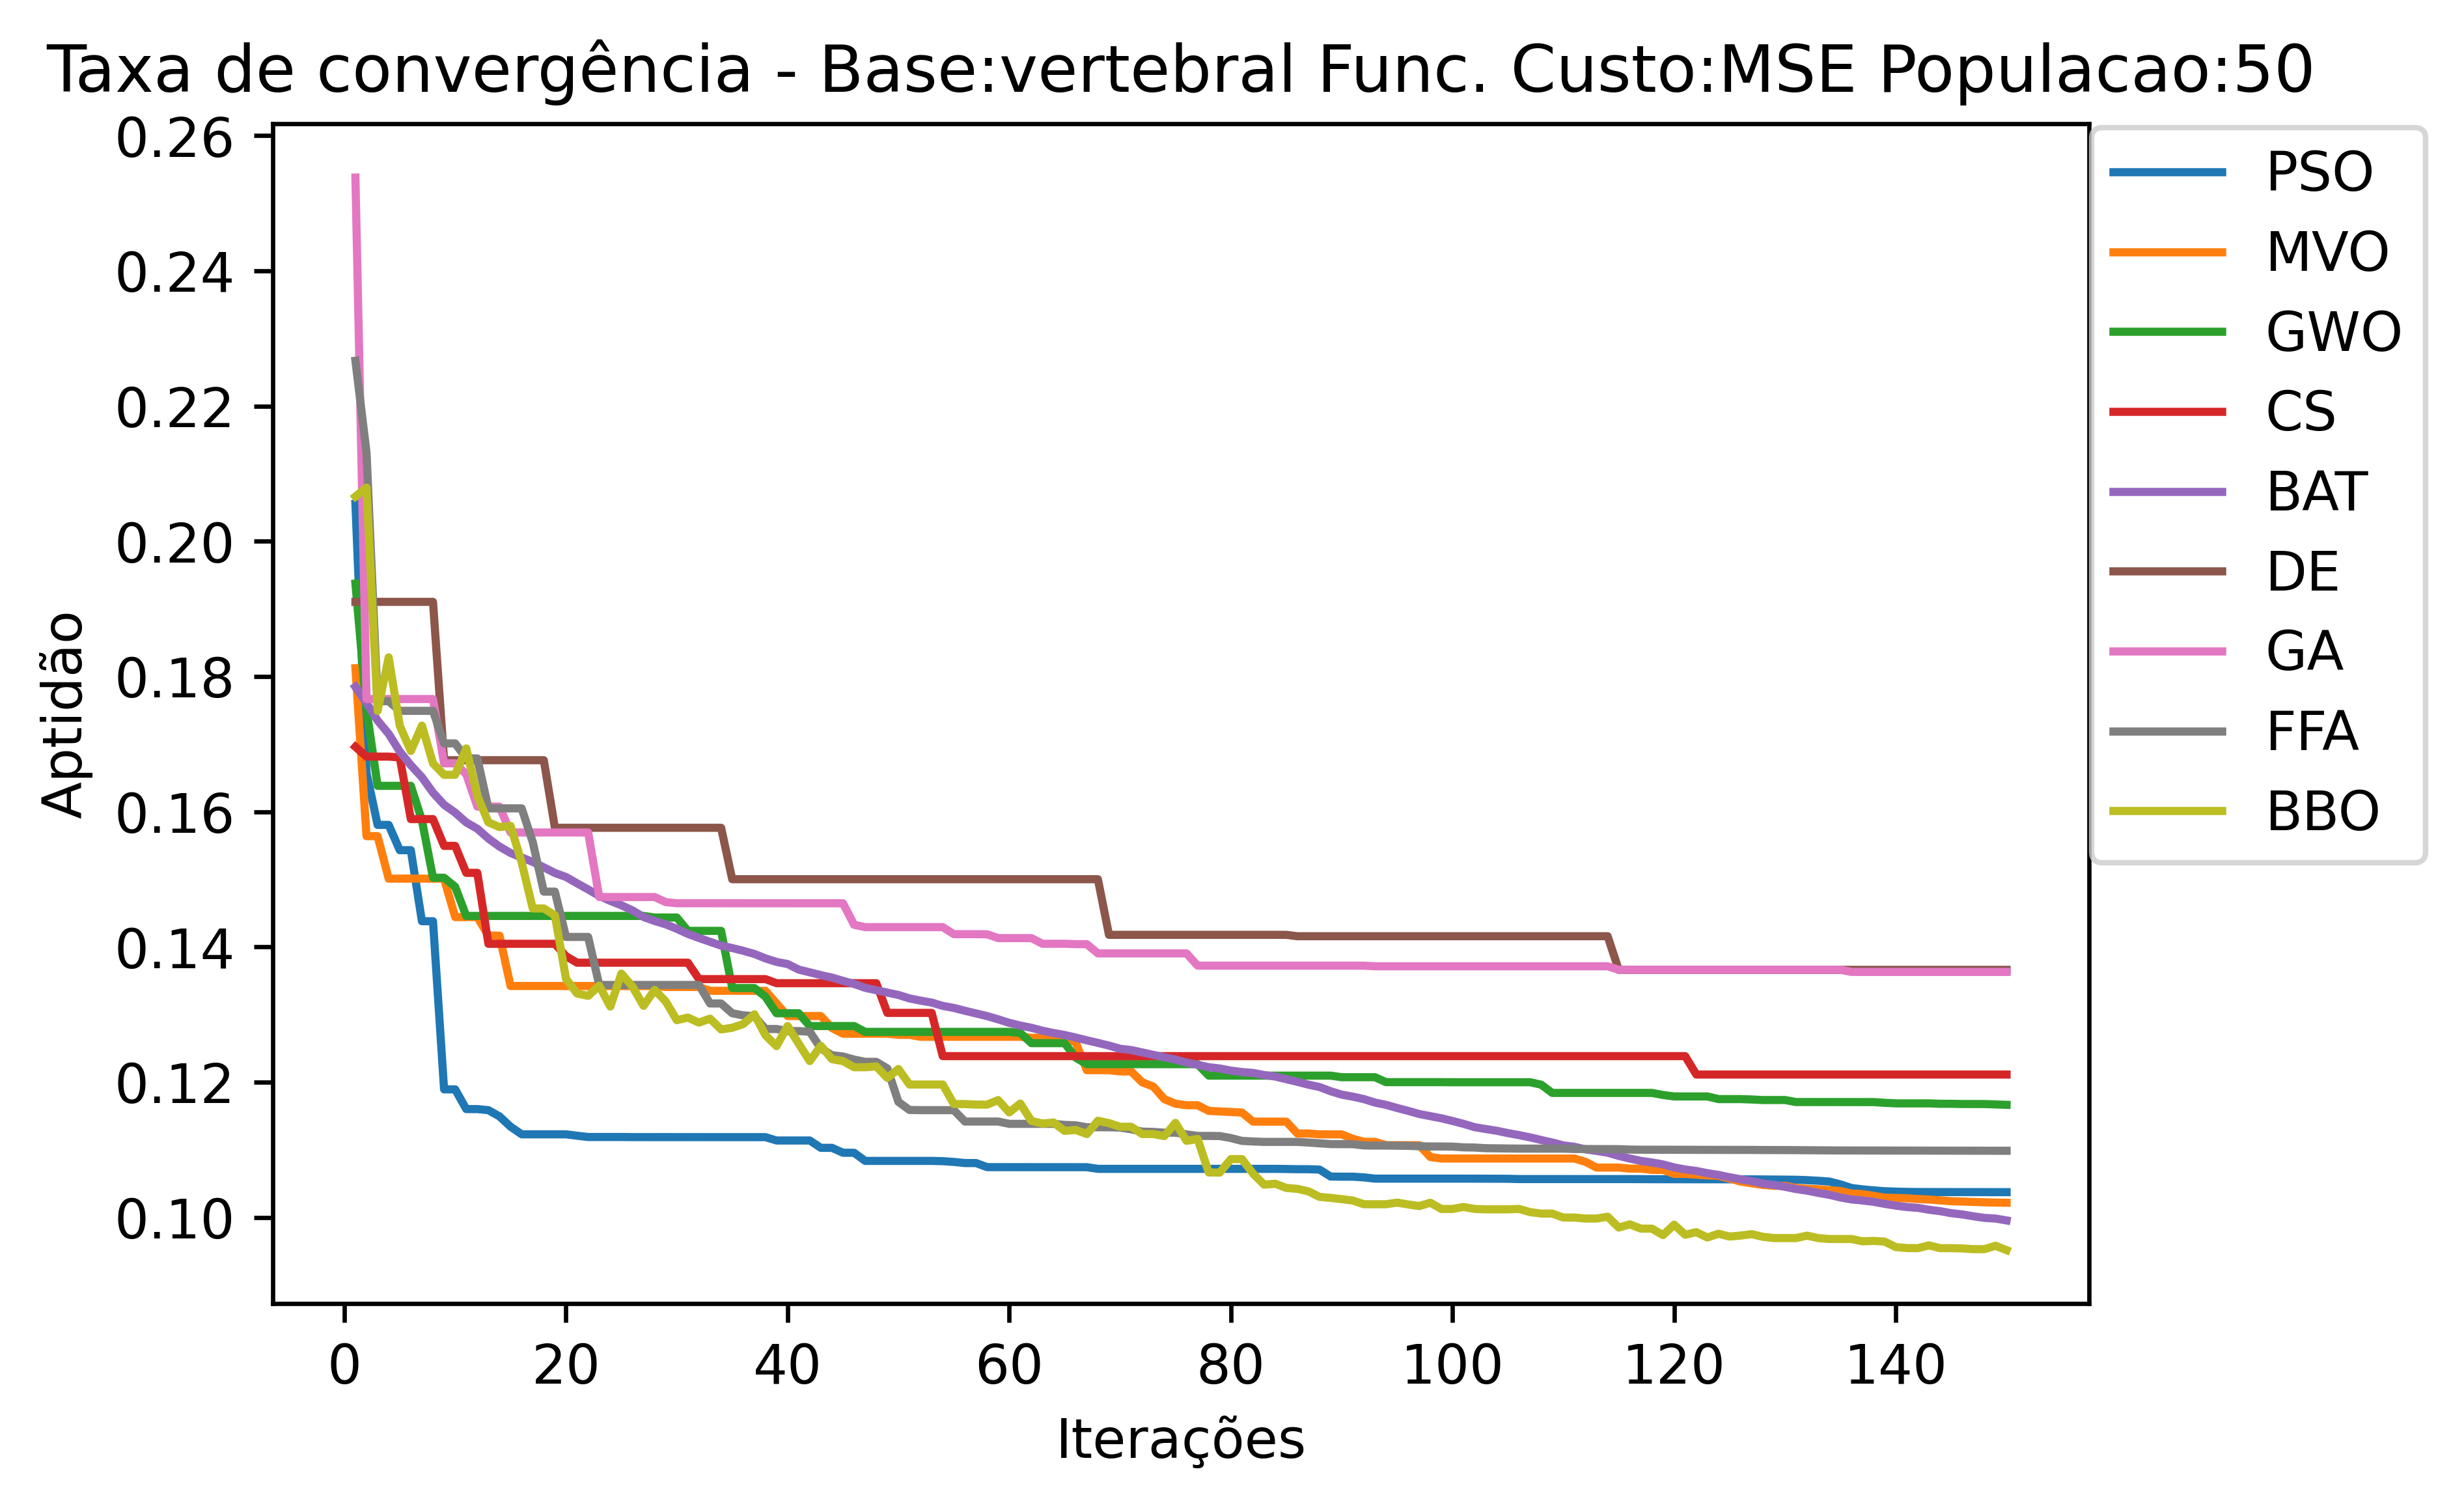 Taxa de convergência - Base:vertebral Func. Custo:MSE Populacao:50
0.26
0.24
0.22
0.20
0.18
0.16
0.14
0.12
0.10
Aptidão
0 20 40 60 80 100 120 140
Iterações
PSO
MVO
GWO
CS
BAT
DE
GA
FFA
BBO